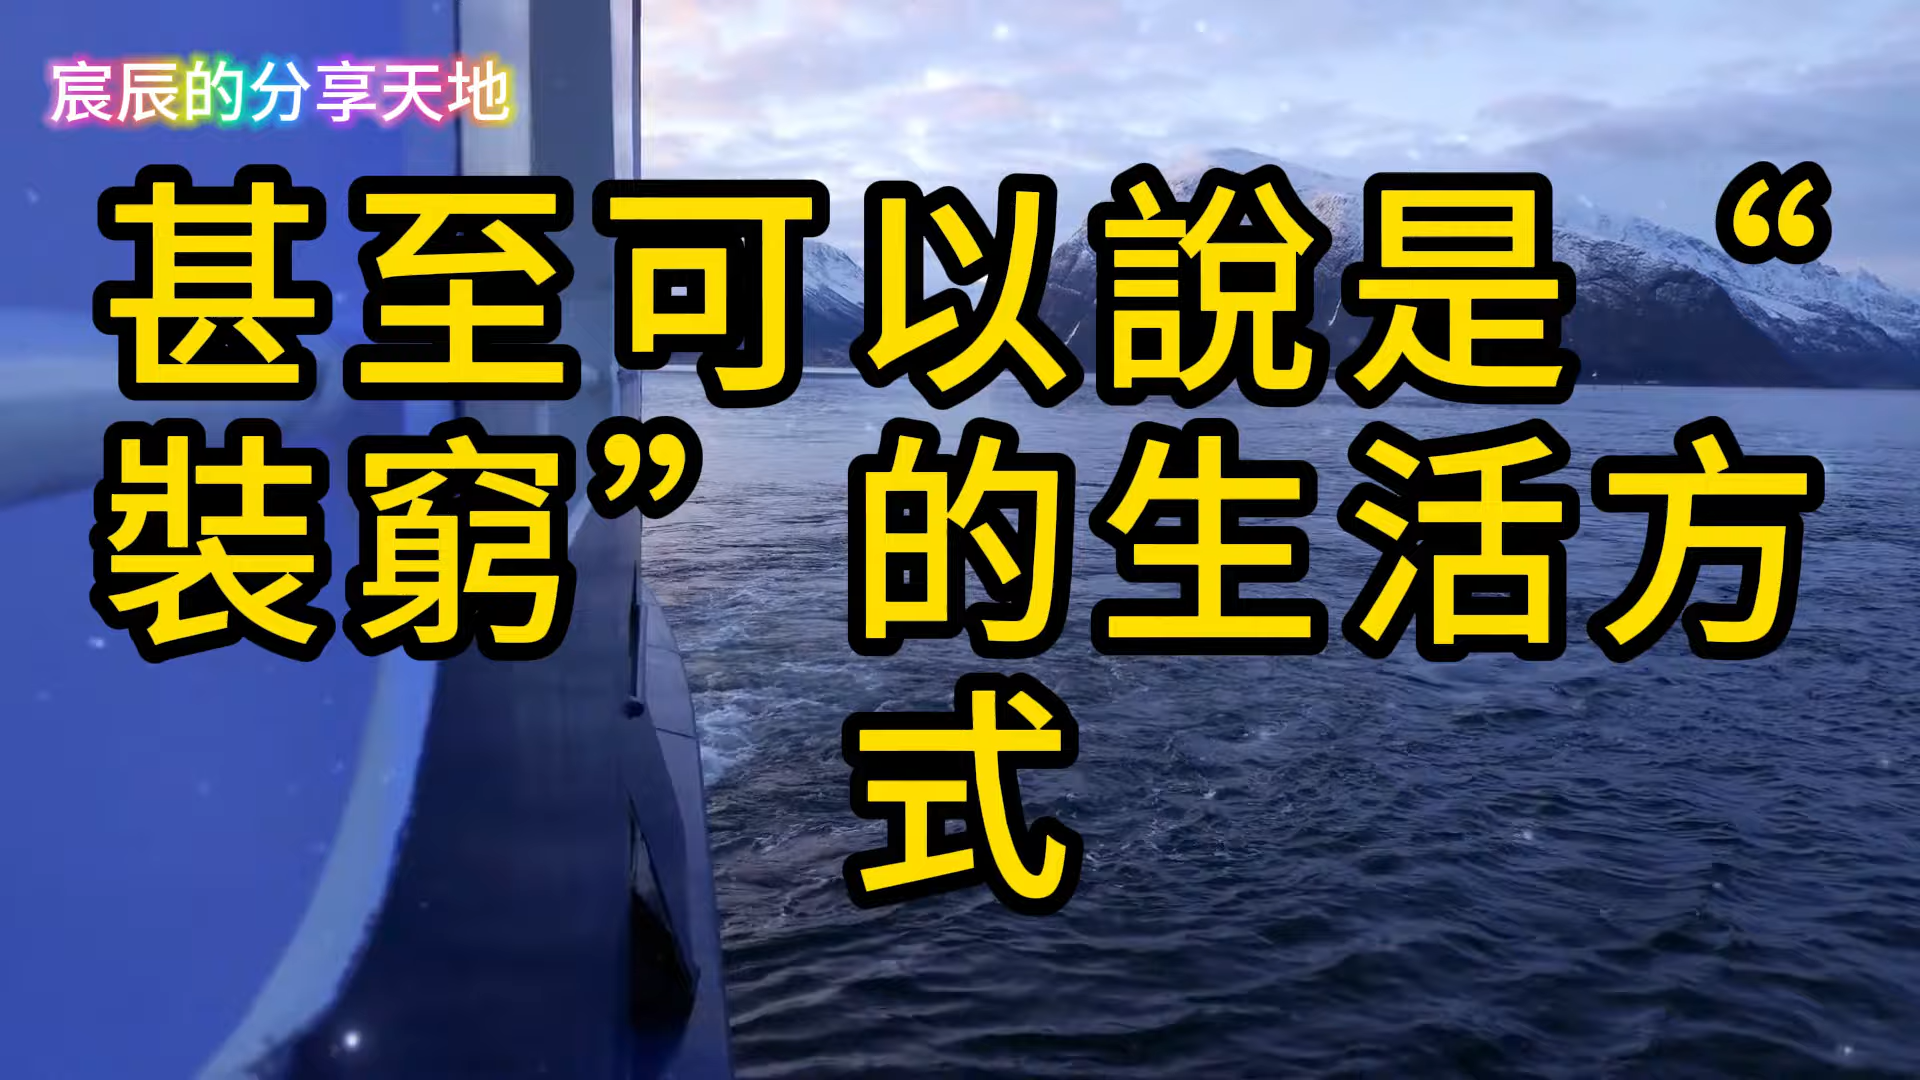 宸辰的分享天地
甚至可以說是“
裝窮”的生活方
式